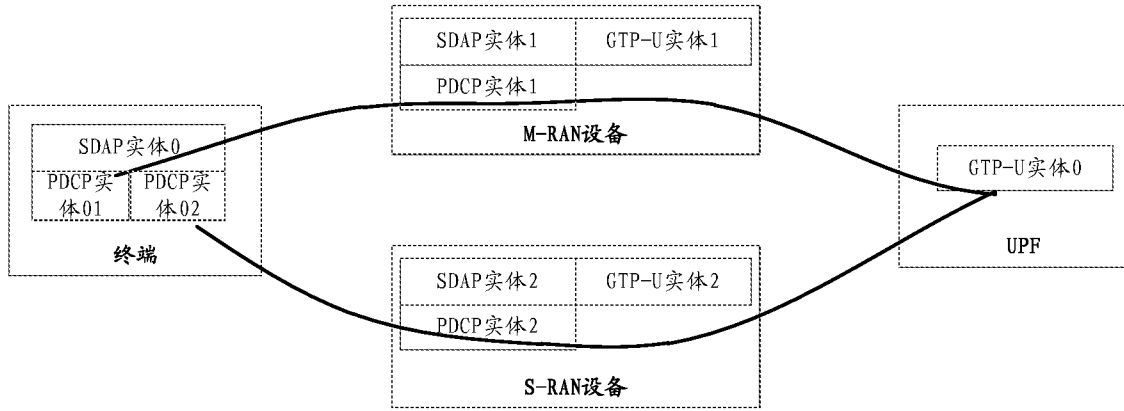 SDAP实体1 GTP-U实体1
PDCP实体1
M-RAN设备
SDAP实体0
PDCP实 PDCP实
体01 体02
终端
GTP-U实体0
UPF
SDAP实体2 GTP-U实体2
PDCP实体2
S-RAN设备